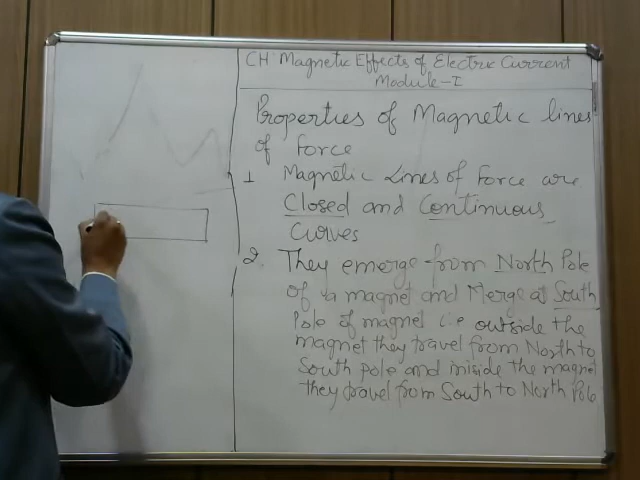 CH Magnetic Effects of Electric Current
Module-I
Properties of Magnetic lines
of Force
1 Magnetic Lines of Force are
Closed and Continuous
Curves
2. They emerge from North Pole
of a magnet and Merge at South
Pole of magnet i.e outside the
magnet they travel from North to
South pole and inside the magnet
they travel from South to North Pole